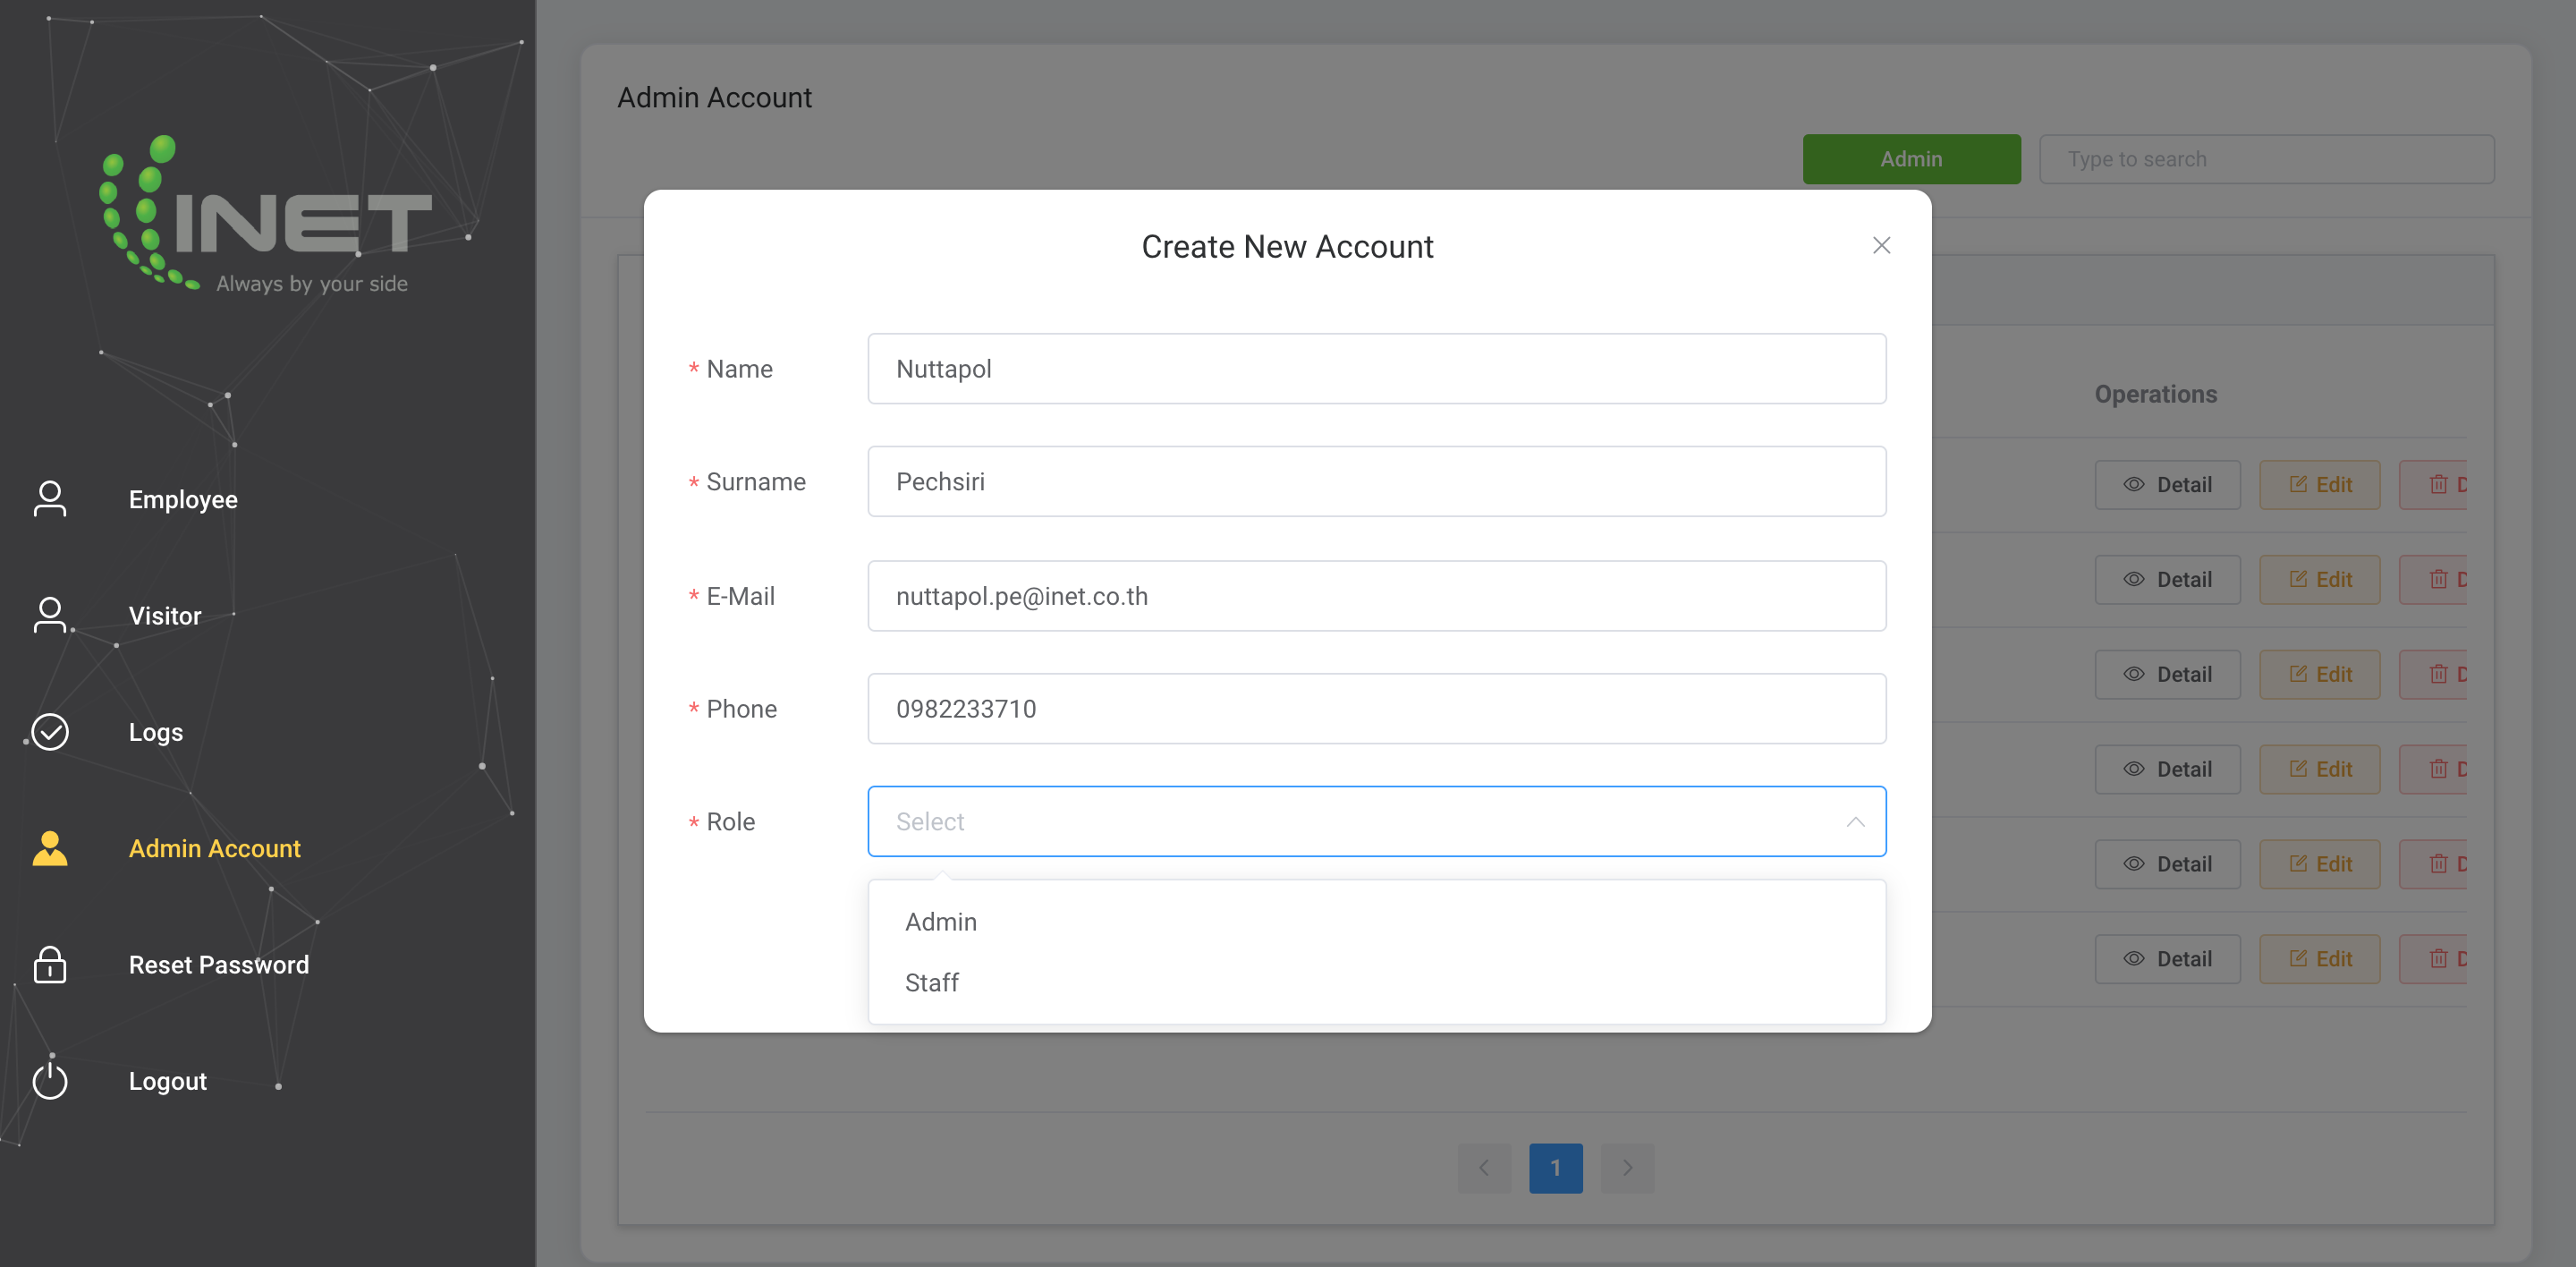 INET
Always by your side
Employee
Visitor
Logs
Admin Account
Reset Password
Logout
Admin Account
Admin
Type to search
Create New Account
* Name
Nuttapol
* Surname
Pechsiri
* E-Mail
nuttapol.pe@inet.co.th
* Phone
0982233710
* Role
Select
Admin
Staff
Operations
Detail Edit D
Detail Edit D
Detail Edit D
Detail Edit D
Detail Edit D
Detail Edit D
1